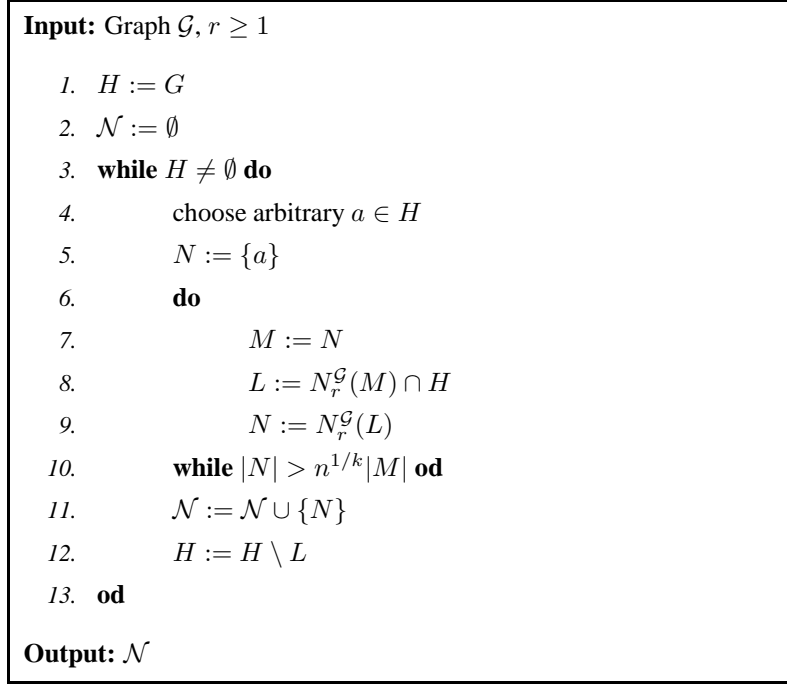 Input: Graph 𝒢, r ≥ 1
1. H := G
2. 𝒩 := ∅
3. while H ≠ ∅ do
4. choose arbitrary a ∈ H
5. N := {a}
6. do
7. M := N
8. L := N_r^𝒢(M) ∩ H
9. N := N_r^𝒢(L)
10. while |N| > n^{1/k}|M| od
11. 𝒩 := 𝒩 ∪ {N}
12. H := H \ L
13. od
Output: 𝒩